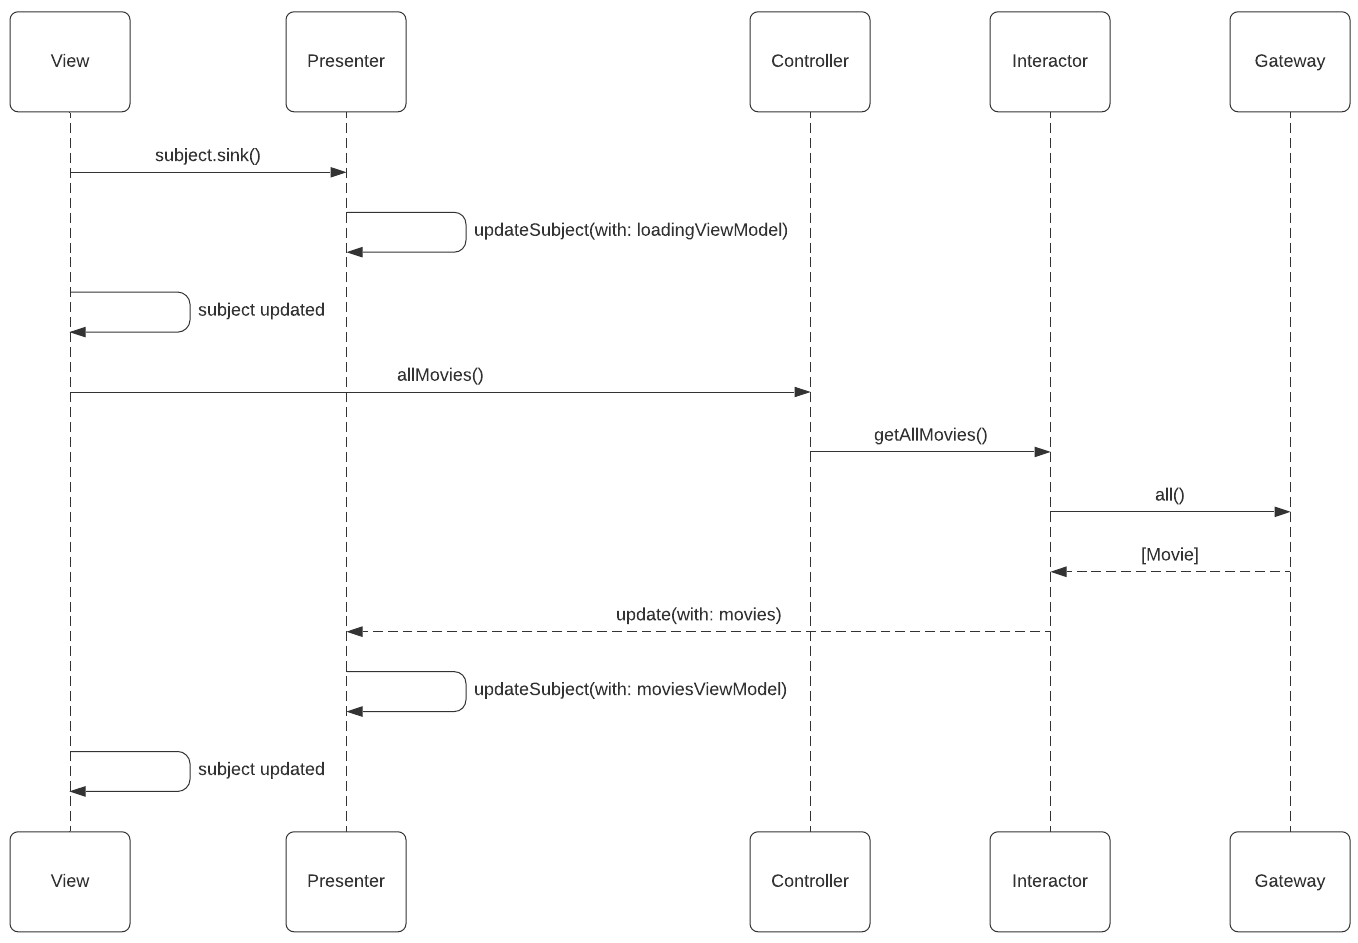 View
Presenter
Controller
Interactor
Gateway
subject.sink()
updateSubject(with: loadingViewModel)
subject updated
allMovies()
getAllMovies()
all()
[Movie]
update(with: movies)
updateSubject(with: moviesViewModel)
subject updated
View
Presenter
Controller
Interactor
Gateway